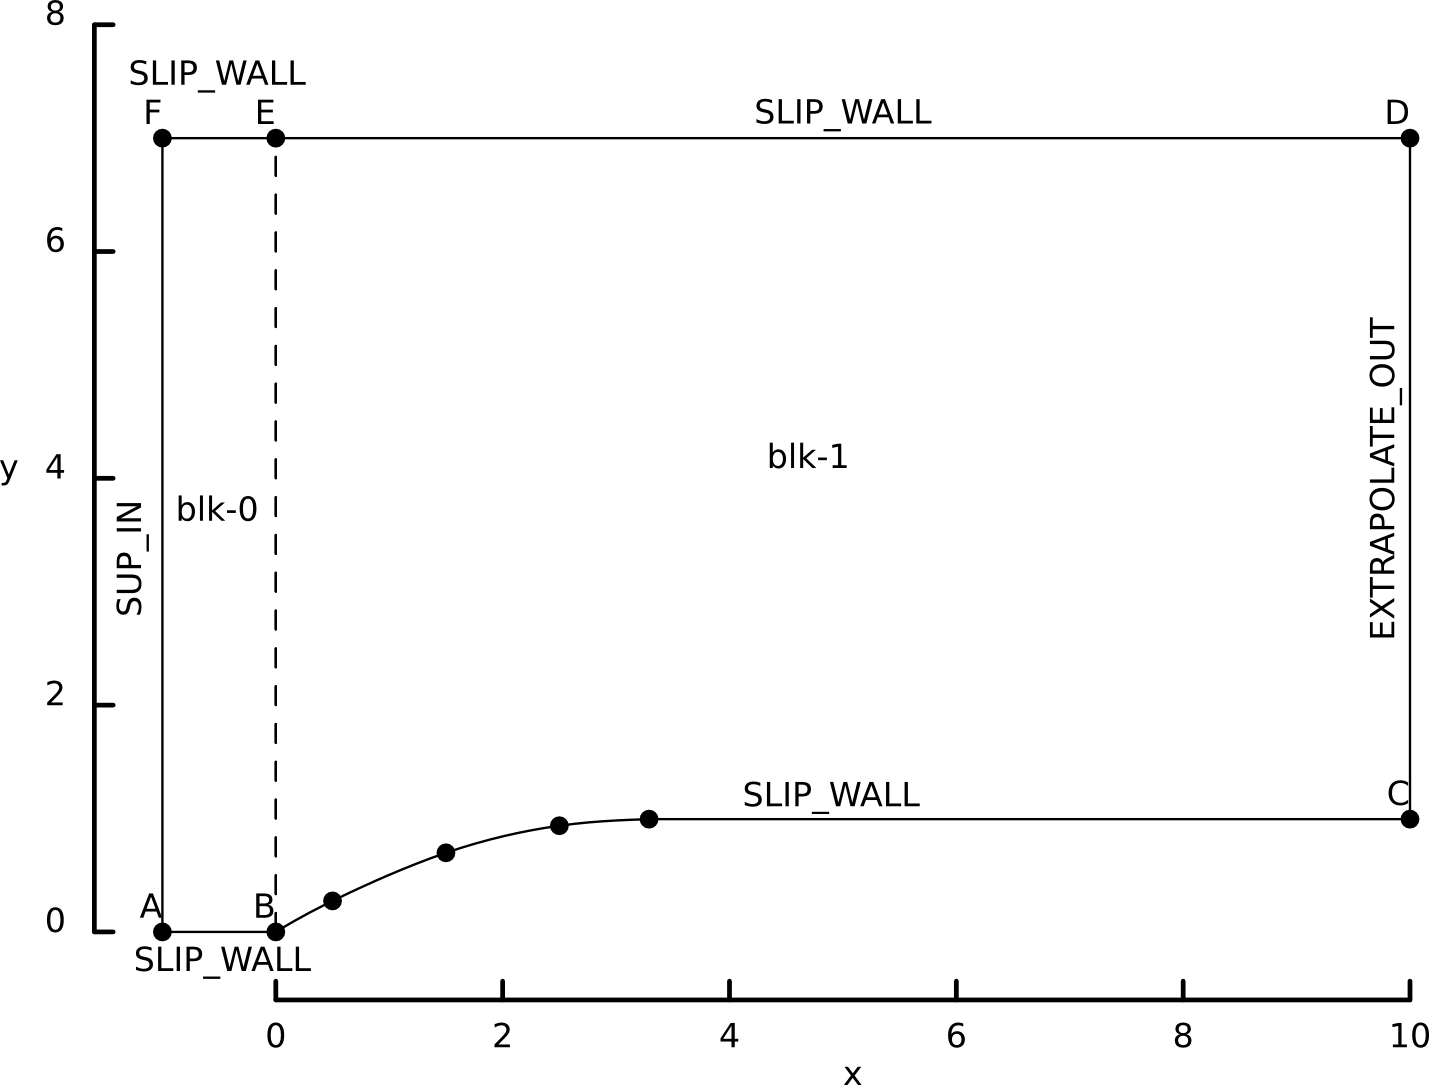 8
SLIP_WALL
F
E
SLIP_WALL
D
6
y
4
blk-1
SUP_IN
blk-0
EXTRAPOLATE_OUT
2
SLIP_WALL
C
0
A
B
SLIP_WALL
0
2
4
6
8
10
x